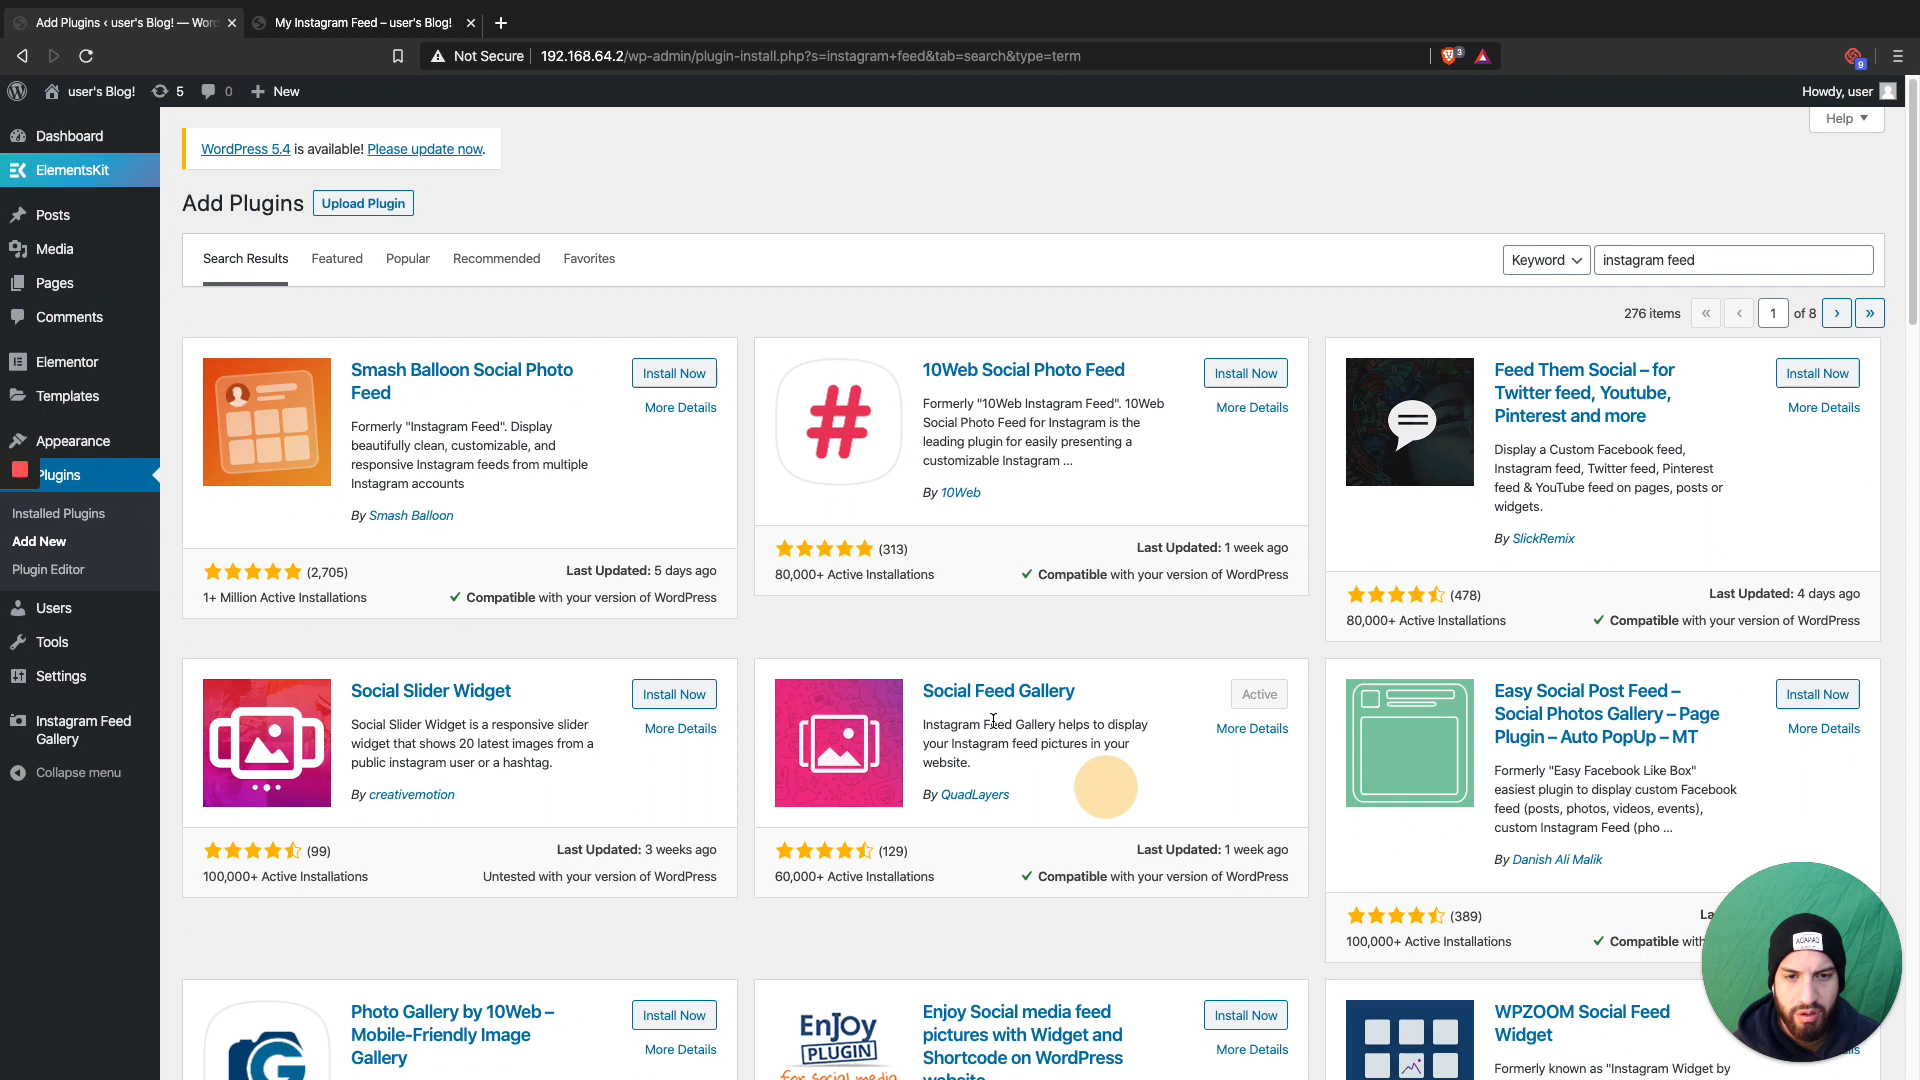 Add Plugins ‹ user's Blog! — Wor
My Instagram Feed – user's Blog!
Not Secure
192.168.64.2/wp-admin/plugin-install.php?s=instagram+feed&tab=search&type=term
3
9
user's Blog!
5
0
New
Howdy, user
Dashboard
ElementsKit
Posts
Media
Pages
Comments
Elementor
Templates
Appearance
Plugins
Installed Plugins
Add New
Plugin Editor
Users
Tools
Settings
Instagram Feed
Gallery
Collapse menu
Help
WordPress 5.4 is available! Please update now.
Add Plugins
Upload Plugin
Search Results
Featured
Popular
Recommended
Favorites
Keyword
instagram feed
276 items
«
‹
1
of 8
›
»
Smash Balloon Social Photo
Feed
Install Now
More Details
Formerly "Instagram Feed". Display
beautifully clean, customizable, and
responsive Instagram feeds from multiple
Instagram accounts
By Smash Balloon
(2,705)
Last Updated: 5 days ago
1+ Million Active Installations
Compatible with your version of WordPress
#
10Web Social Photo Feed
Install Now
More Details
Formerly "10Web Instagram Feed". 10Web
Social Photo Feed for Instagram is the
leading plugin for easily presenting a
customizable Instagram ...
By 10Web
(313)
Last Updated: 1 week ago
80,000+ Active Installations
Compatible with your version of WordPress
Feed Them Social – for
Twitter feed, Youtube,
Pinterest and more
Install Now
More Details
Display a Custom Facebook feed,
Instagram feed, Twitter feed, Pinterest
feed & YouTube feed on pages, posts or
widgets.
By SlickRemix
(478)
Last Updated: 4 days ago
80,000+ Active Installations
Compatible with your version of WordPress
Social Slider Widget
Install Now
More Details
Social Slider Widget is a responsive slider
widget that shows 20 latest images from a
public instagram user or a hashtag.
By creativemotion
(99)
Last Updated: 3 weeks ago
100,000+ Active Installations
Untested with your version of WordPress
Social Feed Gallery
Active
More Details
Instagram Feed Gallery helps to display
your Instagram feed pictures in your
website.
By QuadLayers
(129)
Last Updated: 1 week ago
60,000+ Active Installations
Compatible with your version of WordPress
Easy Social Post Feed –
Social Photos Gallery – Page
Plugin – Auto PopUp – MT
Install Now
More Details
Formerly "Easy Facebook Like Box"
easiest plugin to display custom Facebook
feed (posts, photos, videos, events),
custom Instagram Feed (pho ...
By Danish Ali Malik
(389)
La
100,000+ Active Installations
Compatible with
Photo Gallery by 10Web –
Mobile-Friendly Image
Gallery
Install Now
More Details
EnJoy
PLUGIN
for social media
Enjoy Social media feed
pictures with Widget and
Shortcode on WordPress
website
Install Now
More Details
WPZOOM Social Feed
Widget
Formerly known as "Instagram Widget by